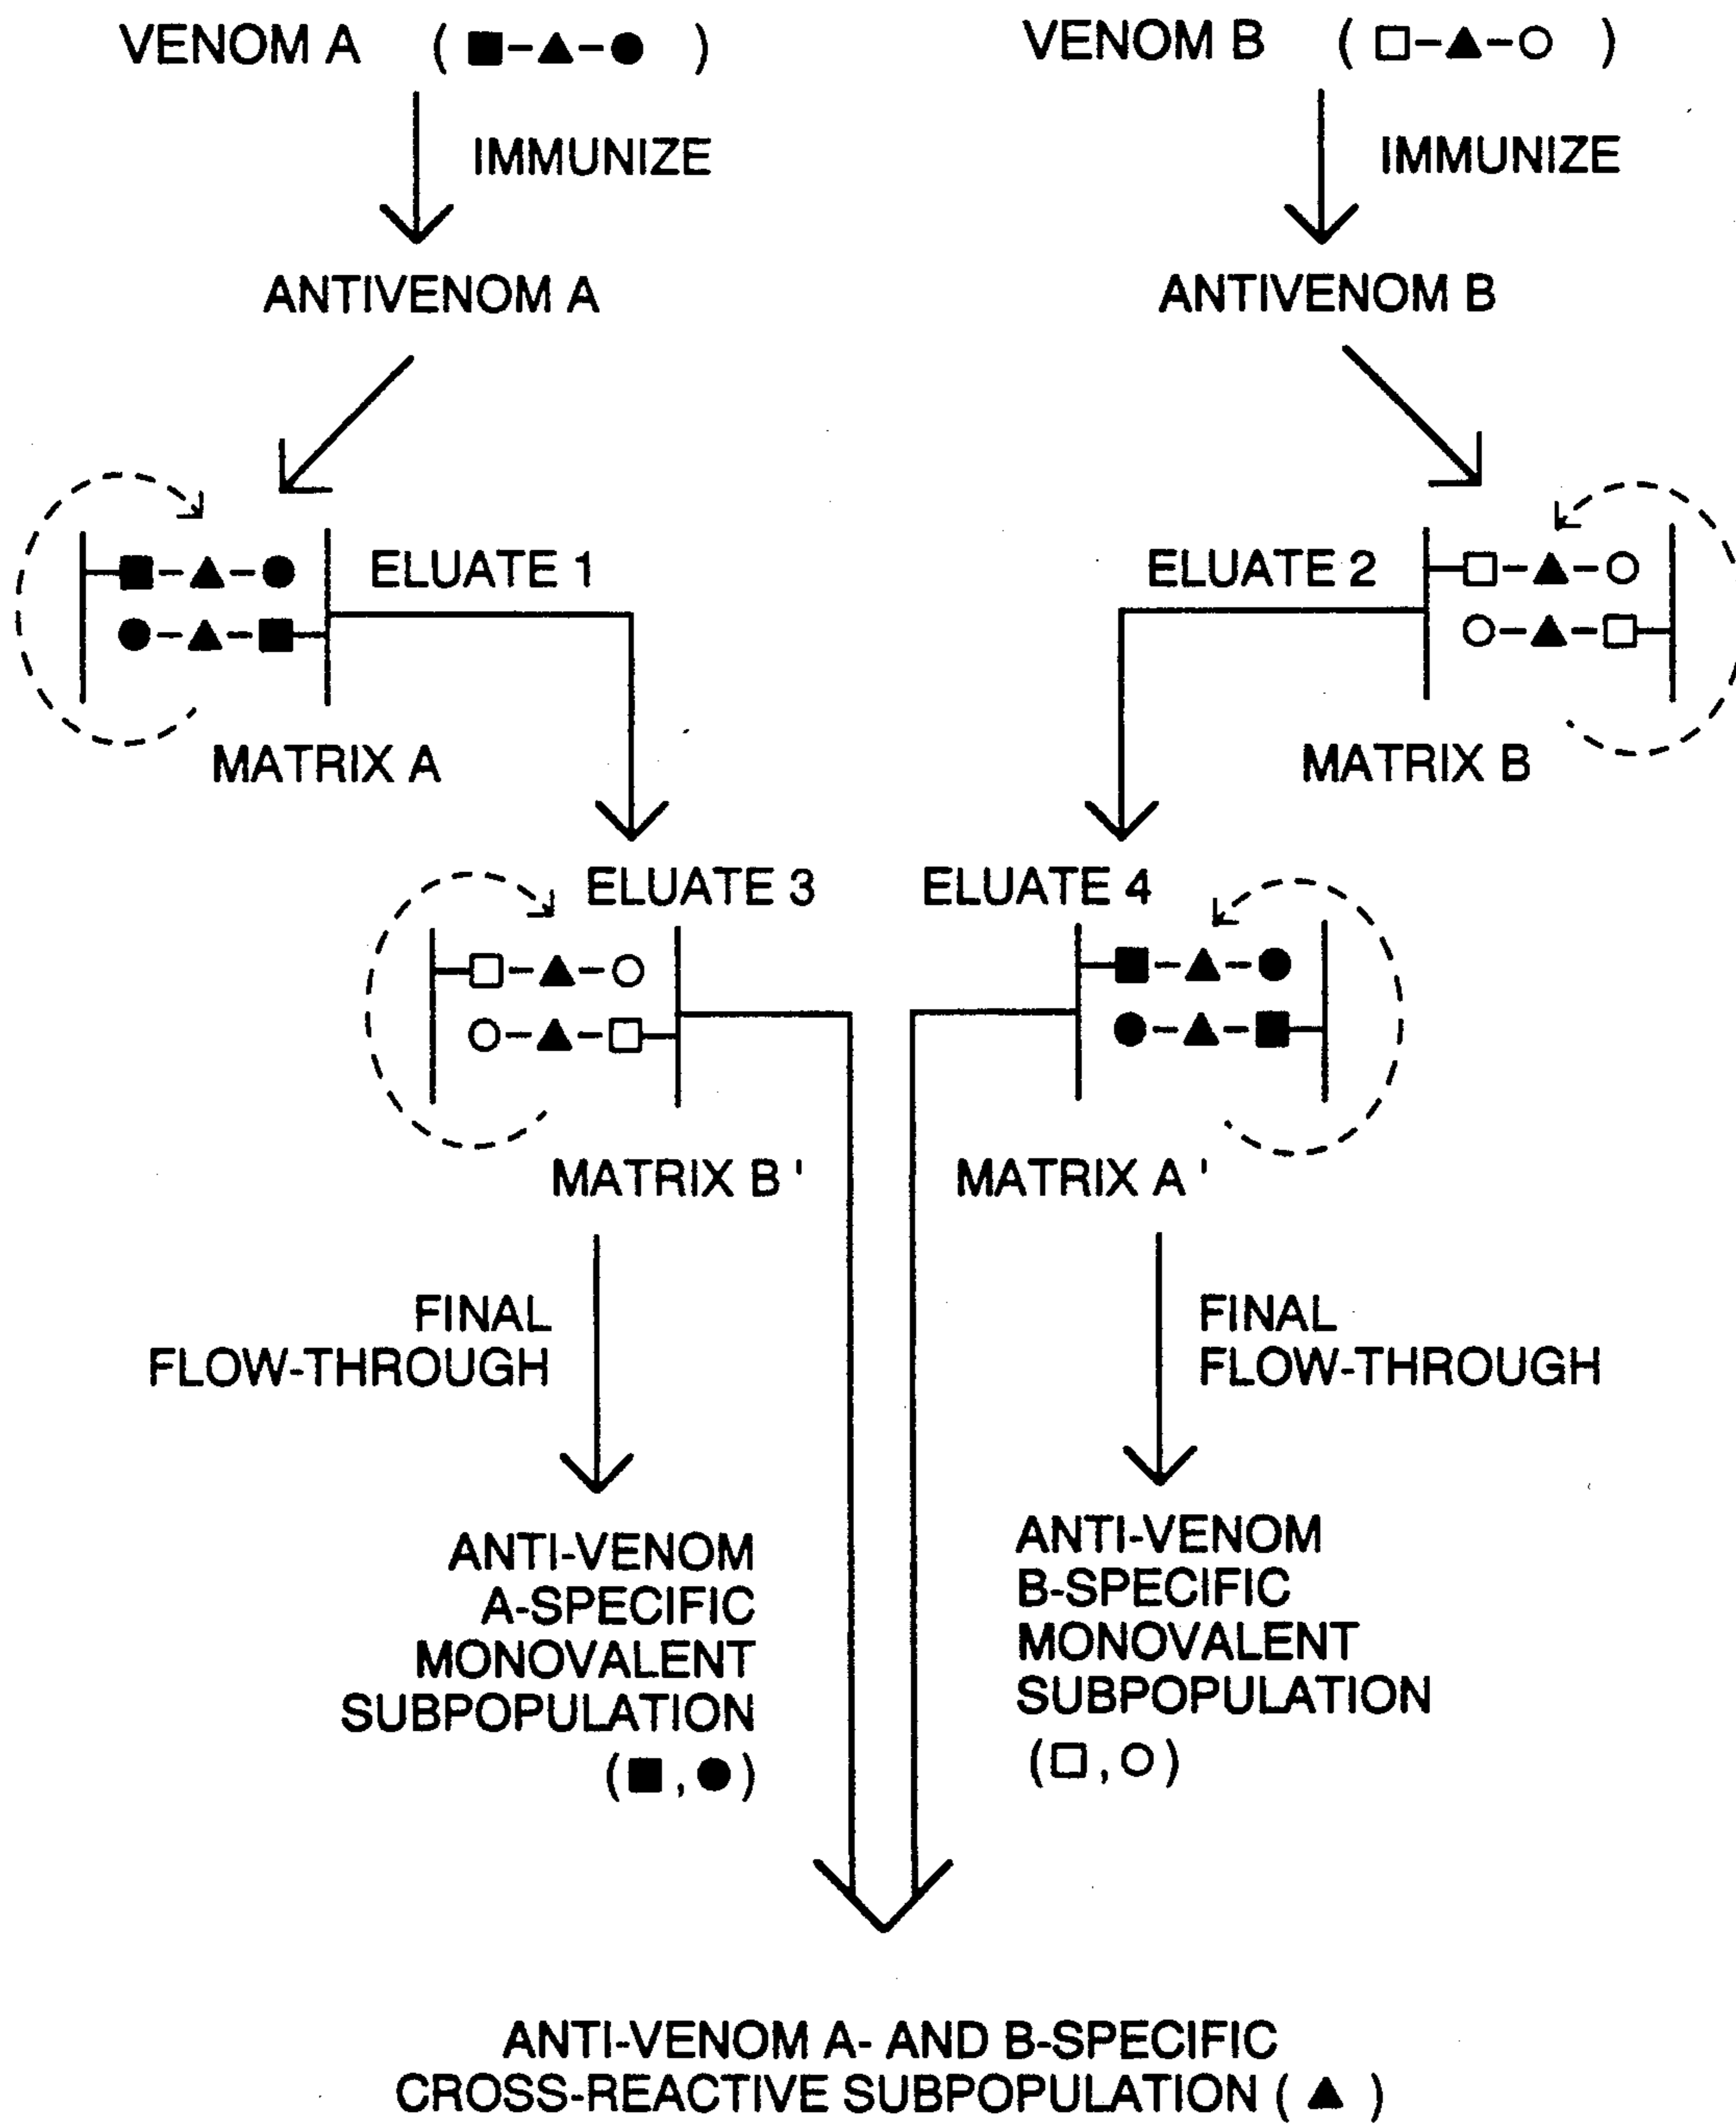 VENOM A ( ■-▲-● )
VENOM B ( □-▲-○ )
IMMUNIZE
IMMUNIZE
ANTIVENOM A
ANTIVENOM B
ELUATE 1
ELUATE 2
MATRIX A
MATRIX B
ELUATE 3
ELUATE 4
MATRIX B '
MATRIX A '
FINAL
FLOW-THROUGH
FINAL
FLOW-THROUGH
ANTI-VENOM
A-SPECIFIC
MONOVALENT
SUBPOPULATION
(■,●)
ANTI-VENOM
B-SPECIFIC
MONOVALENT
SUBPOPULATION
(□,○)
ANTI-VENOM A- AND B-SPECIFIC
CROSS-REACTIVE SUBPOPULATION ( ▲ )